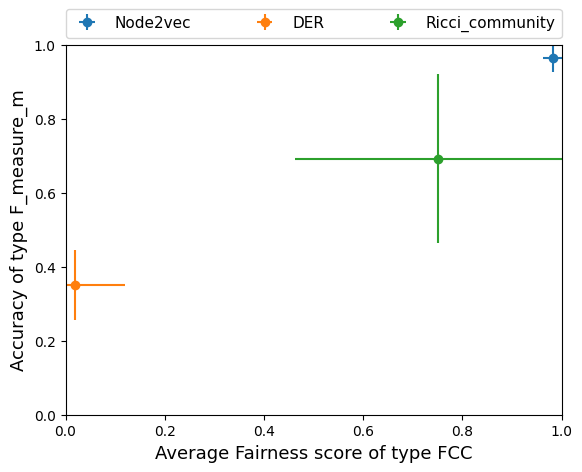 Node2vec DER Ricci_community
1.0
0.8
0.6
0.4
0.2
0.0
Accuracy of type F_measure_m
0.0 0.2 0.4 0.6 0.8 1.0
Average Fairness score of type FCC